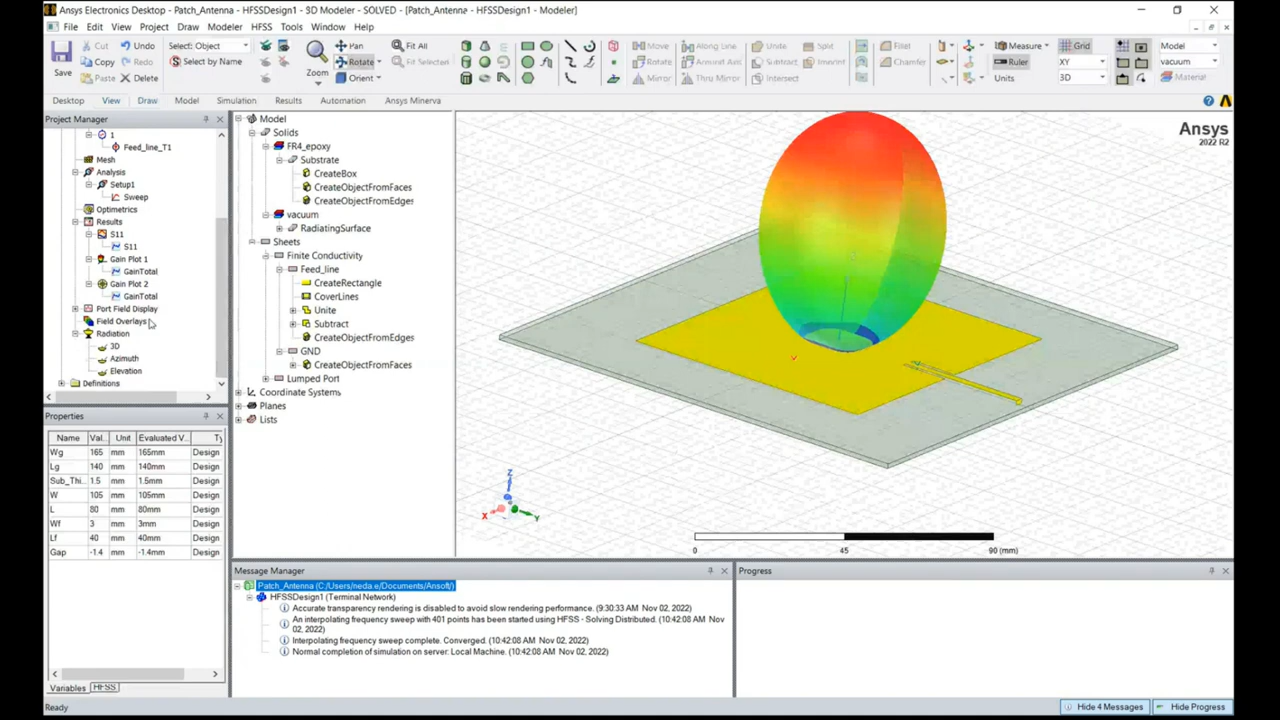 Ansys Electronics Desktop - Patch_Antenna - HFSSDesign1 - 3D Modeler - SOLVED - [Patch_Antenna - HFSSDesign1 - Modeler]
File Edit View Project Draw Modeler HFSS Tools Window Help
Save
Cut
Copy
Paste
Undo
Redo
Delete
Select: Object
Select by Name
Zoom
Pan
Rotate
Orient
Fit All
Fit Selected
Move
Rotate
Mirror
Along Line
Around Axis
Thru Mirror
Unite
Subtract
Intersect
Split
Imprint
Fillet
Chamfer
Measure
Ruler
Units
Grid
XY
3D
Model
vacuum
Material
Desktop View Draw Model Simulation Results Automation Ansys Minerva
Project Manager
1
Feed_line_T1
Mesh
Analysis
Setup1
Sweep
Optimetrics
Results
S11
S11
Gain Plot 1
GainTotal
Gain Plot 2
GainTotal
Port Field Display
Field Overlays
Radiation
3D
Azimuth
Elevation
Definitions
Model
Solids
FR4_epoxy
Substrate
CreateBox
CreateObjectFromFaces
CreateObjectFromEdges
vacuum
RadiatingSurface
Sheets
Finite Conductivity
Feed_line
CreateRectangle
CoverLines
Unite
Subtract
CreateObjectFromEdges
GND
CreateObjectFromFaces
Lumped Port
Coordinate Systems
Planes
Lists
Ansys
2022 R2
Z
X
Y
0 45 90 (mm)
Properties
Name Val... Unit Evaluated V... Ty
Wg 165 mm 165mm Design
Lg 140 mm 140mm Design
Sub_Thi... 1.5 mm 1.5mm Design
W 105 mm 105mm Design
L 80 mm 80mm Design
Wf 3 mm 3mm Design
Lf 40 mm 40mm Design
Gap -1.4 mm -1.4mm Design
Variables HFSS
Message Manager
Patch_Antenna (C:/Users/neda.e/Documents/Ansoft/)
HFSSDesign1 (Terminal Network)
Accurate transparency rendering is disabled to avoid slow rendering performance. (9:30:33 AM Nov 02, 2022)
An interpolating frequency sweep with 401 points has been started using HFSS - Solving Distributed. (10:42:08 AM Nov
02, 2022)
Interpolating frequency sweep complete. Converged. (10:42:08 AM Nov 02, 2022)
Normal completion of simulation on server: Local Machine. (10:42:08 AM Nov 02, 2022)
Progress
Ready
Hide 4 Messages
Hide Progress